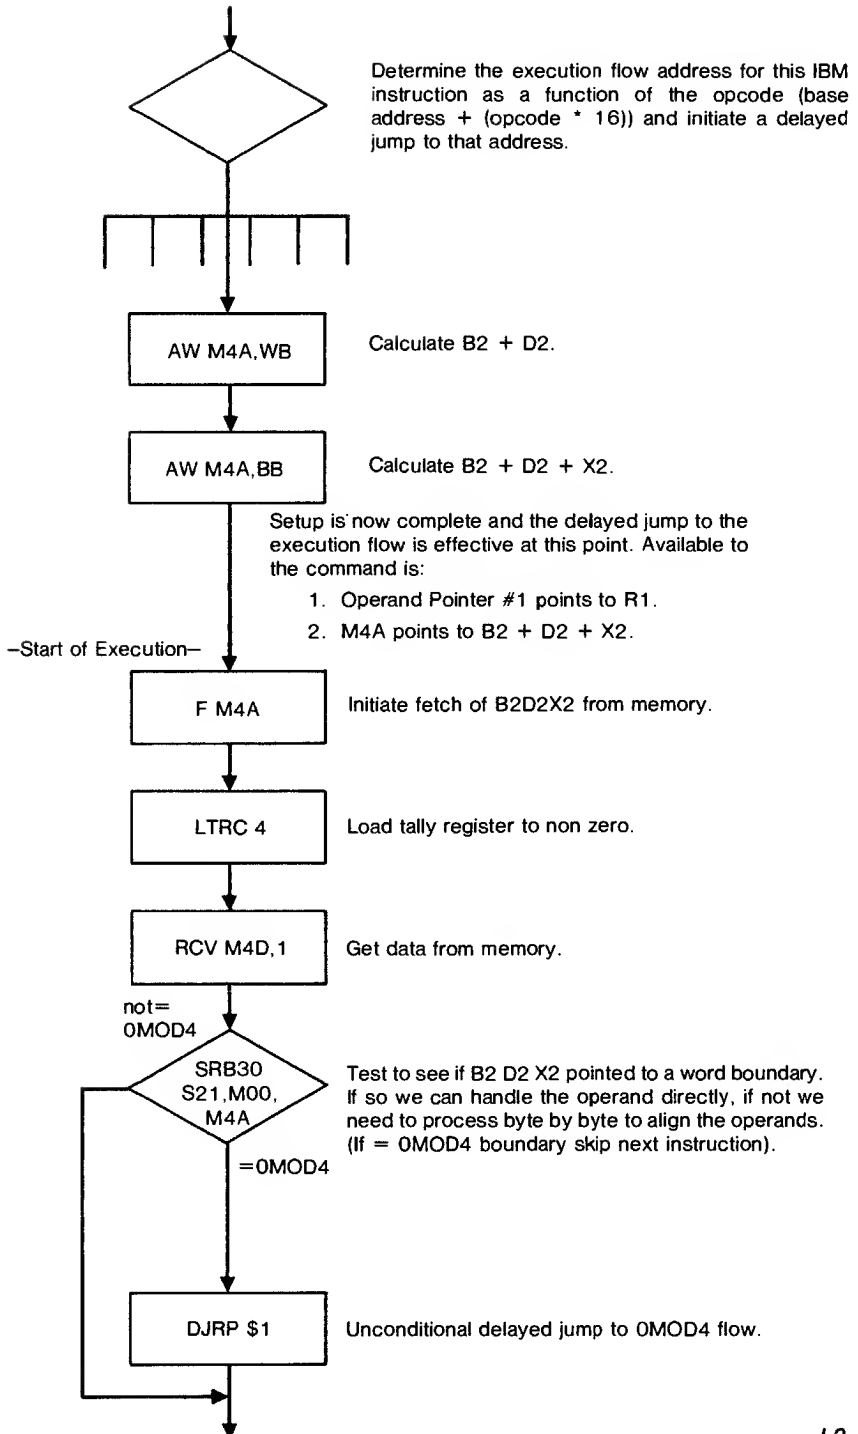 Determine the execution flow address for this IBM
instruction as a function of the opcode (base
address + (opcode * 16)) and initiate a delayed
jump to that address.
AW M4A,WB
Calculate B2 + D2.
AW M4A,BB
Calculate B2 + D2 + X2.
Setup is now complete and the delayed jump to the
execution flow is effective at this point. Available to
the command is:
1. Operand Pointer #1 points to R1.
2. M4A points to B2 + D2 + X2.
–Start of Execution–
F M4A
Initiate fetch of B2D2X2 from memory.
LTRC 4
Load tally register to non zero.
RCV M4D,1
Get data from memory.
not=
0MOD4
SRB30
S21,M00,
M4A
Test to see if B2 D2 X2 pointed to a word boundary.
If so we can handle the operand directly, if not we
need to process byte by byte to align the operands.
(If = 0MOD4 boundary skip next instruction).
=0MOD4
DJRP $1
Unconditional delayed jump to 0MOD4 flow.